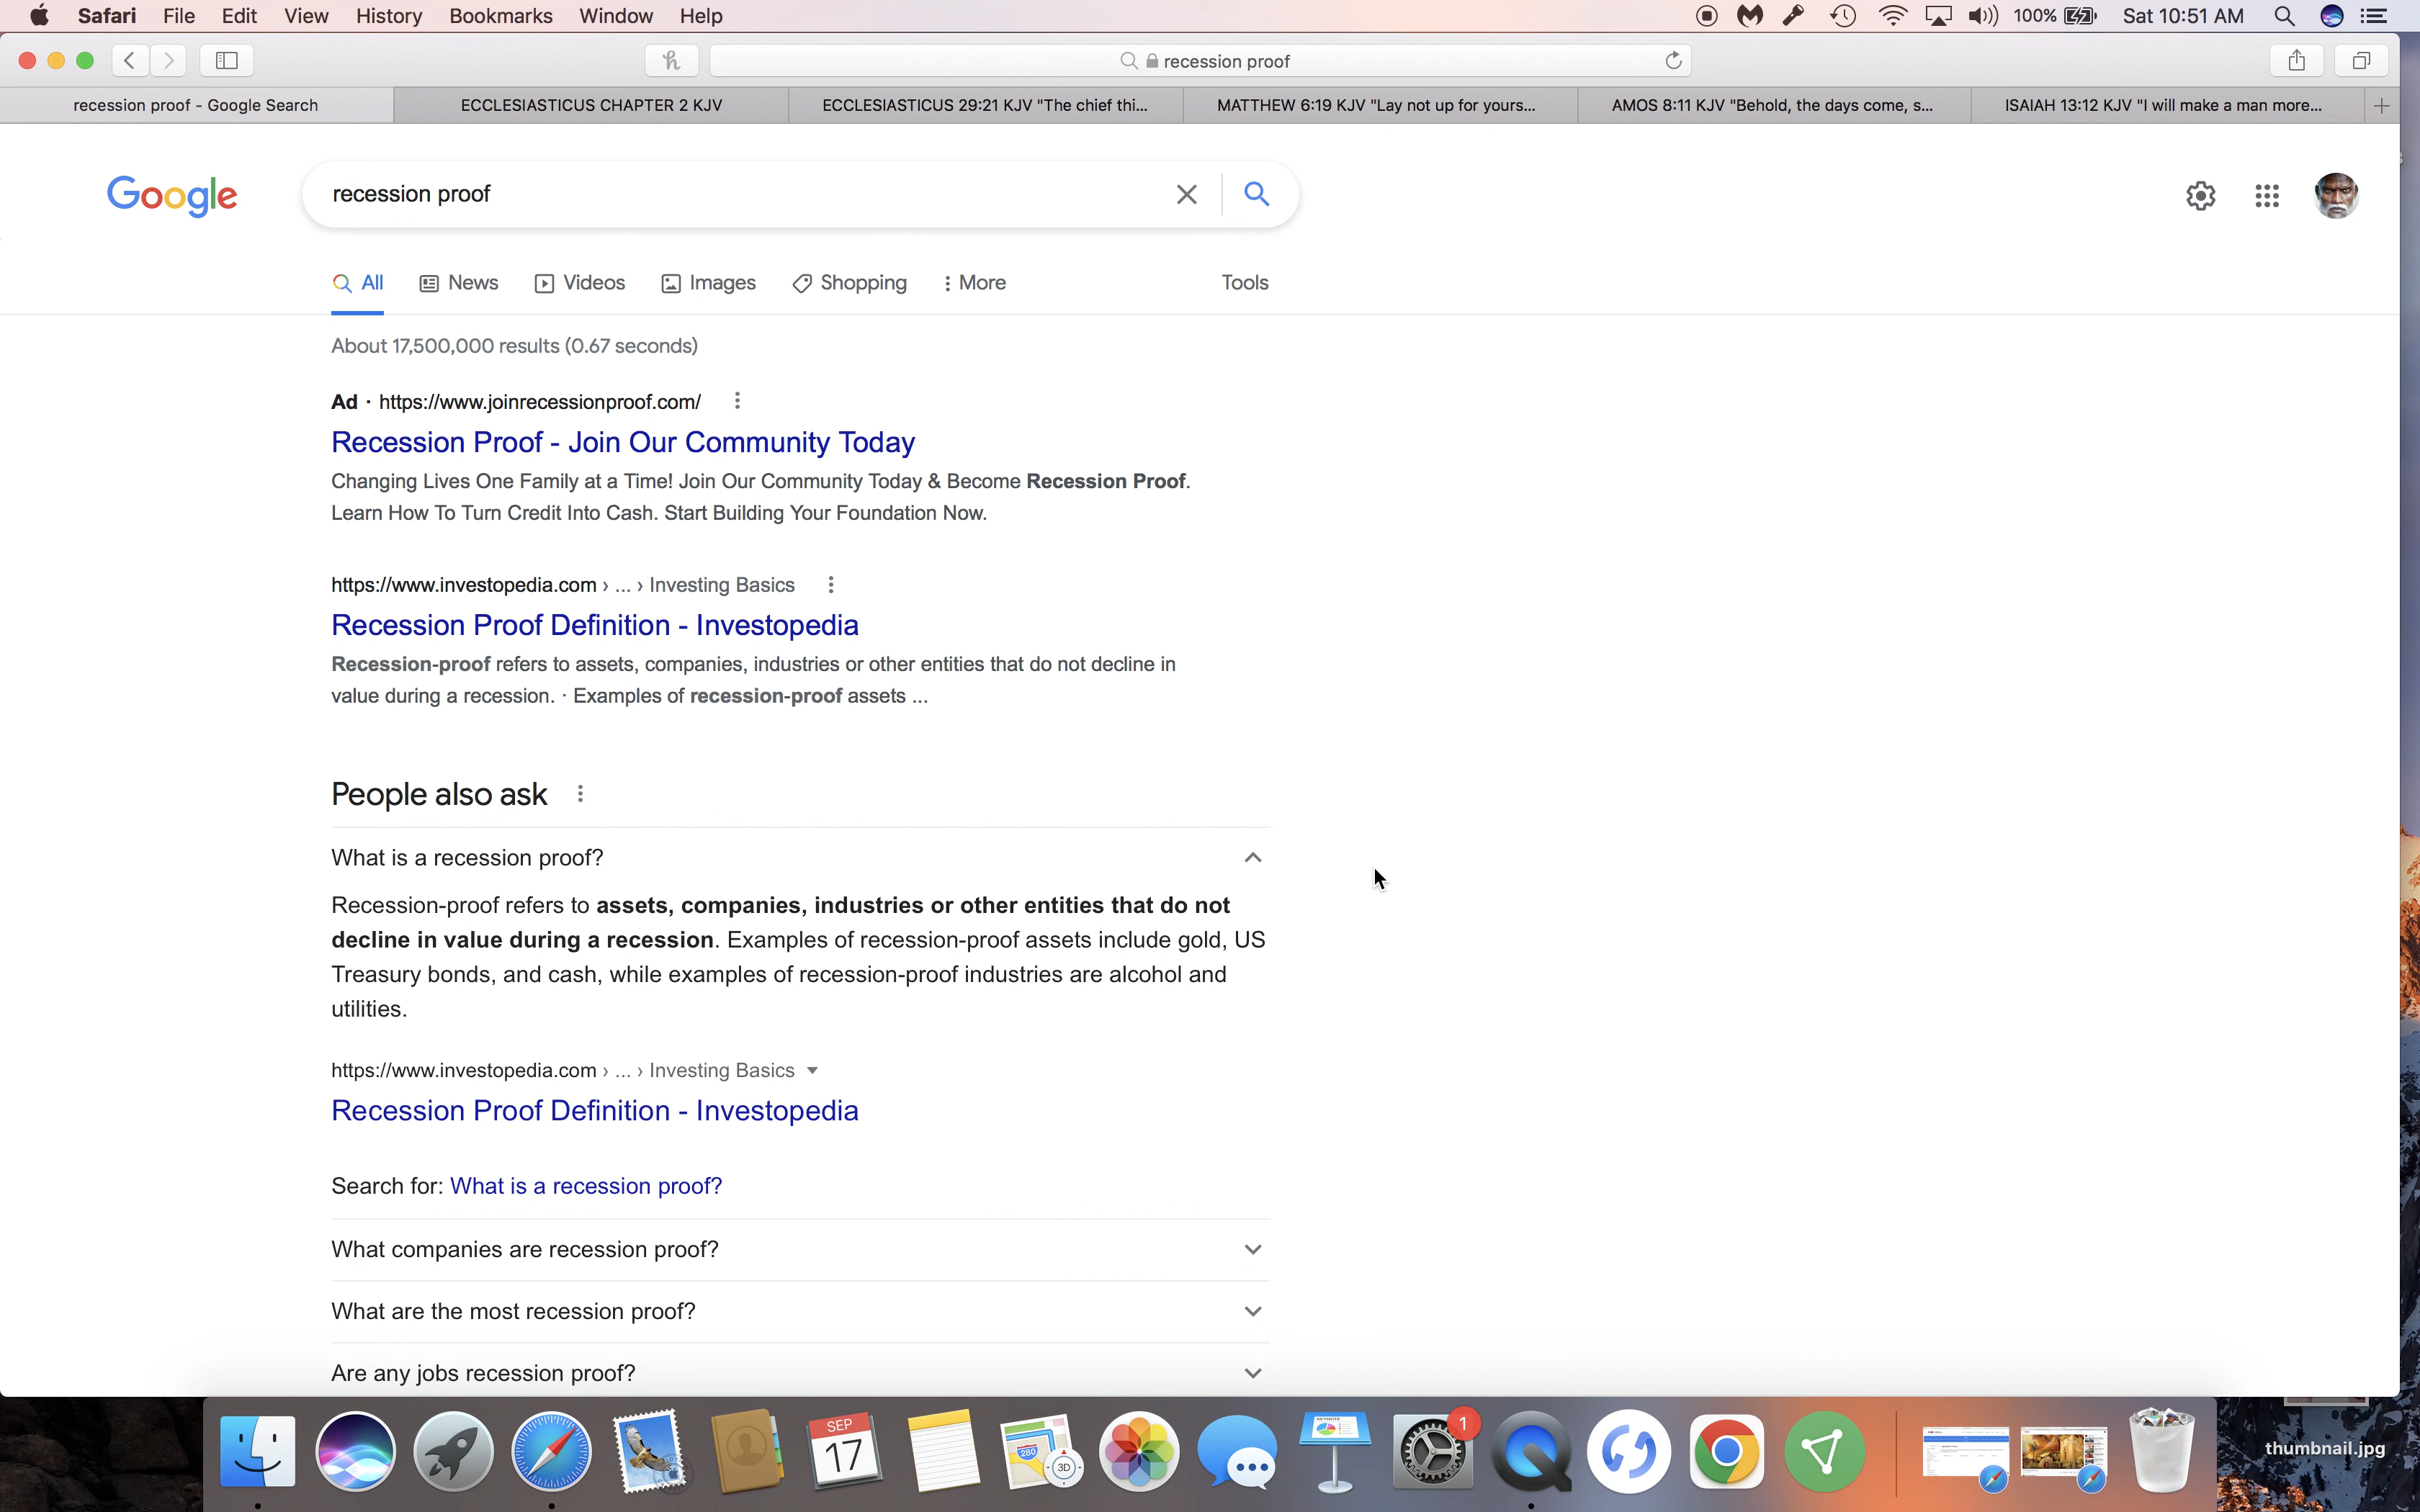 Safari File Edit View History Bookmarks Window Help 100% Sat 10:51 AM
recession proof
recession proof - Google Search ECCLESIASTICUS CHAPTER 2 KJV ECCLESIASTICUS 29:21 KJV "The chief thi... MATTHEW 6:19 KJV "Lay not up for yours... AMOS 8:11 KJV "Behold, the days come, s... ISAIAH 13:12 KJV "I will make a man more...
Google recession proof
All News Videos Images Shopping More Tools
About 17,500,000 results (0.67 seconds)
Ad · https://www.joinrecessionproof.com/
Recession Proof - Join Our Community Today
Changing Lives One Family at a Time! Join Our Community Today & Become Recession Proof.
Learn How To Turn Credit Into Cash. Start Building Your Foundation Now.
https://www.investopedia.com › ... › Investing Basics
Recession Proof Definition - Investopedia
Recession-proof refers to assets, companies, industries or other entities that do not decline in
value during a recession. · Examples of recession-proof assets ...
People also ask
What is a recession proof?
Recession-proof refers to assets, companies, industries or other entities that do not
decline in value during a recession. Examples of recession-proof assets include gold, US
Treasury bonds, and cash, while examples of recession-proof industries are alcohol and
utilities.
https://www.investopedia.com › ... › Investing Basics
Recession Proof Definition - Investopedia
Search for: What is a recession proof?
What companies are recession proof?
What are the most recession proof?
Are any jobs recession proof?
SEP
17
280
3D
KEYNOTE
1
thumbnail.jpg